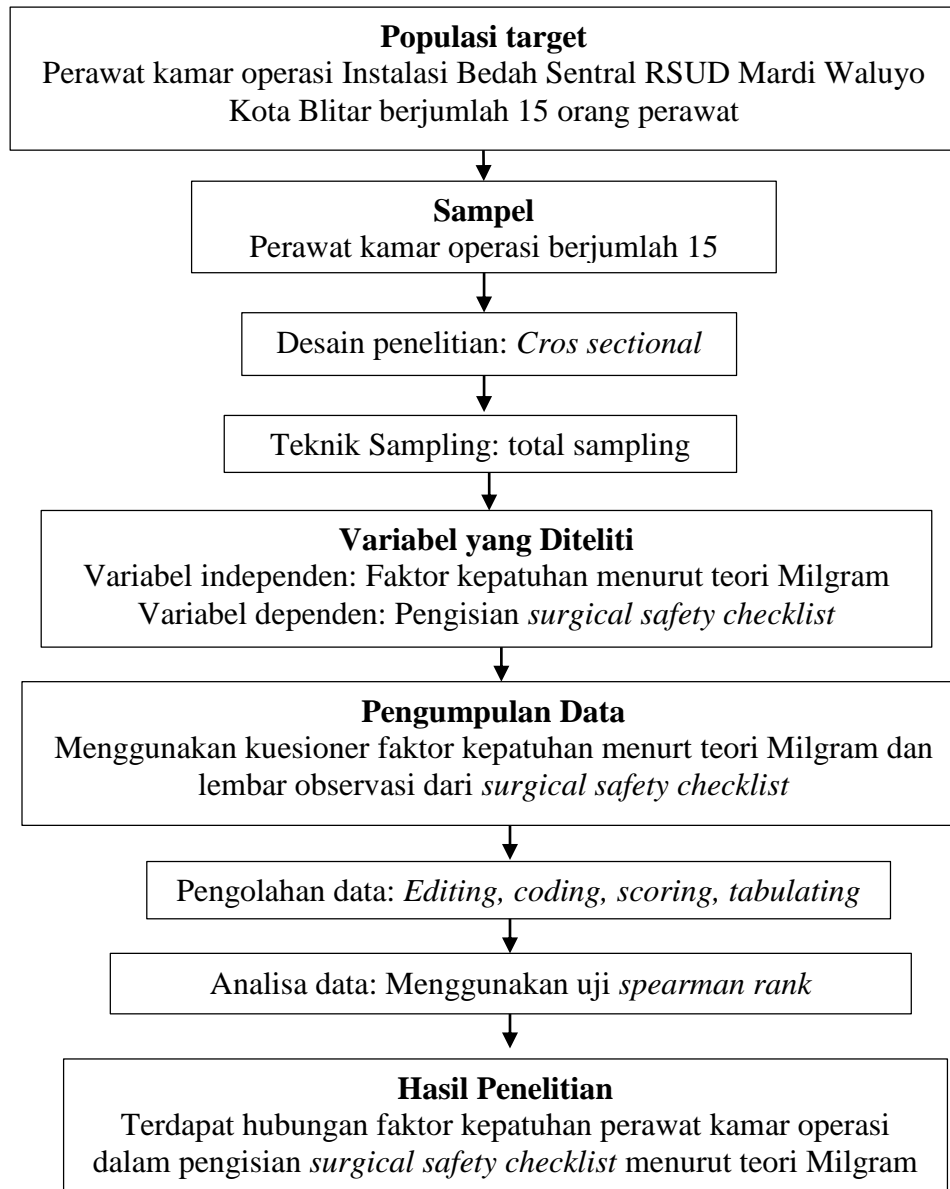 Populasi target
Perawat kamar operasi Instalasi Bedah Sentral RSUD Mardi Waluyo
Kota Blitar berjumlah 15 orang perawat
Sampel
Perawat kamar operasi berjumlah 15
Desain penelitian: Cros sectional
Teknik Sampling: total sampling
Variabel yang Diteliti
Variabel independen: Faktor kepatuhan menurut teori Milgram
Variabel dependen: Pengisian surgical safety checklist
Pengumpulan Data
Menggunakan kuesioner faktor kepatuhan menurt teori Milgram dan
lembar observasi dari surgical safety checklist
Pengolahan data: Editing, coding, scoring, tabulating
Analisa data: Menggunakan uji spearman rank
Hasil Penelitian
Terdapat hubungan faktor kepatuhan perawat kamar operasi
dalam pengisian surgical safety checklist menurut teori Milgram